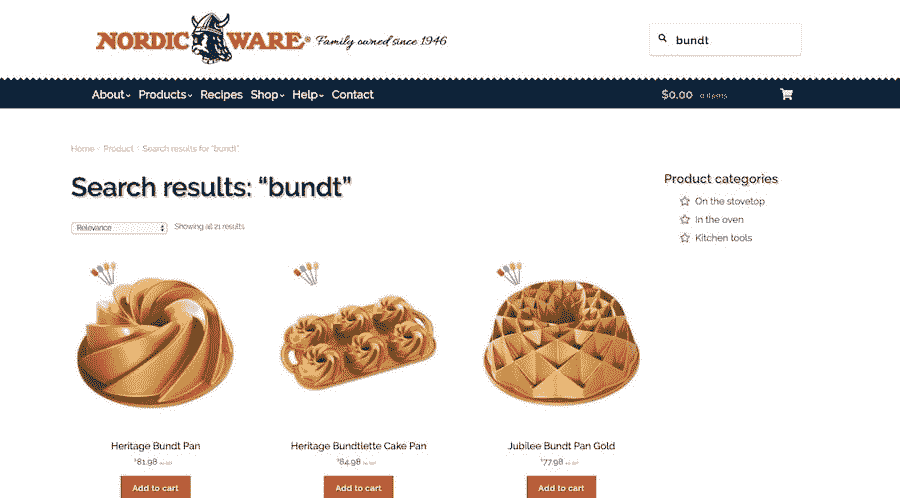 NORDIC WARE® Family owned since 1946
bundt
About Products Recipes Shop Help Contact
$0.00 0 items
Home / Product / Search results for "bundt"
Search results: “bundt”
Product categories
Relevance Showing all 21 results
On the stovetop
In the oven
Kitchen tools
Heritage Bundt Pan
$81.98
Add to cart
Heritage Bundtlette Cake Pan
$84.98
Add to cart
Jubilee Bundt Pan Gold
$77.98
Add to cart